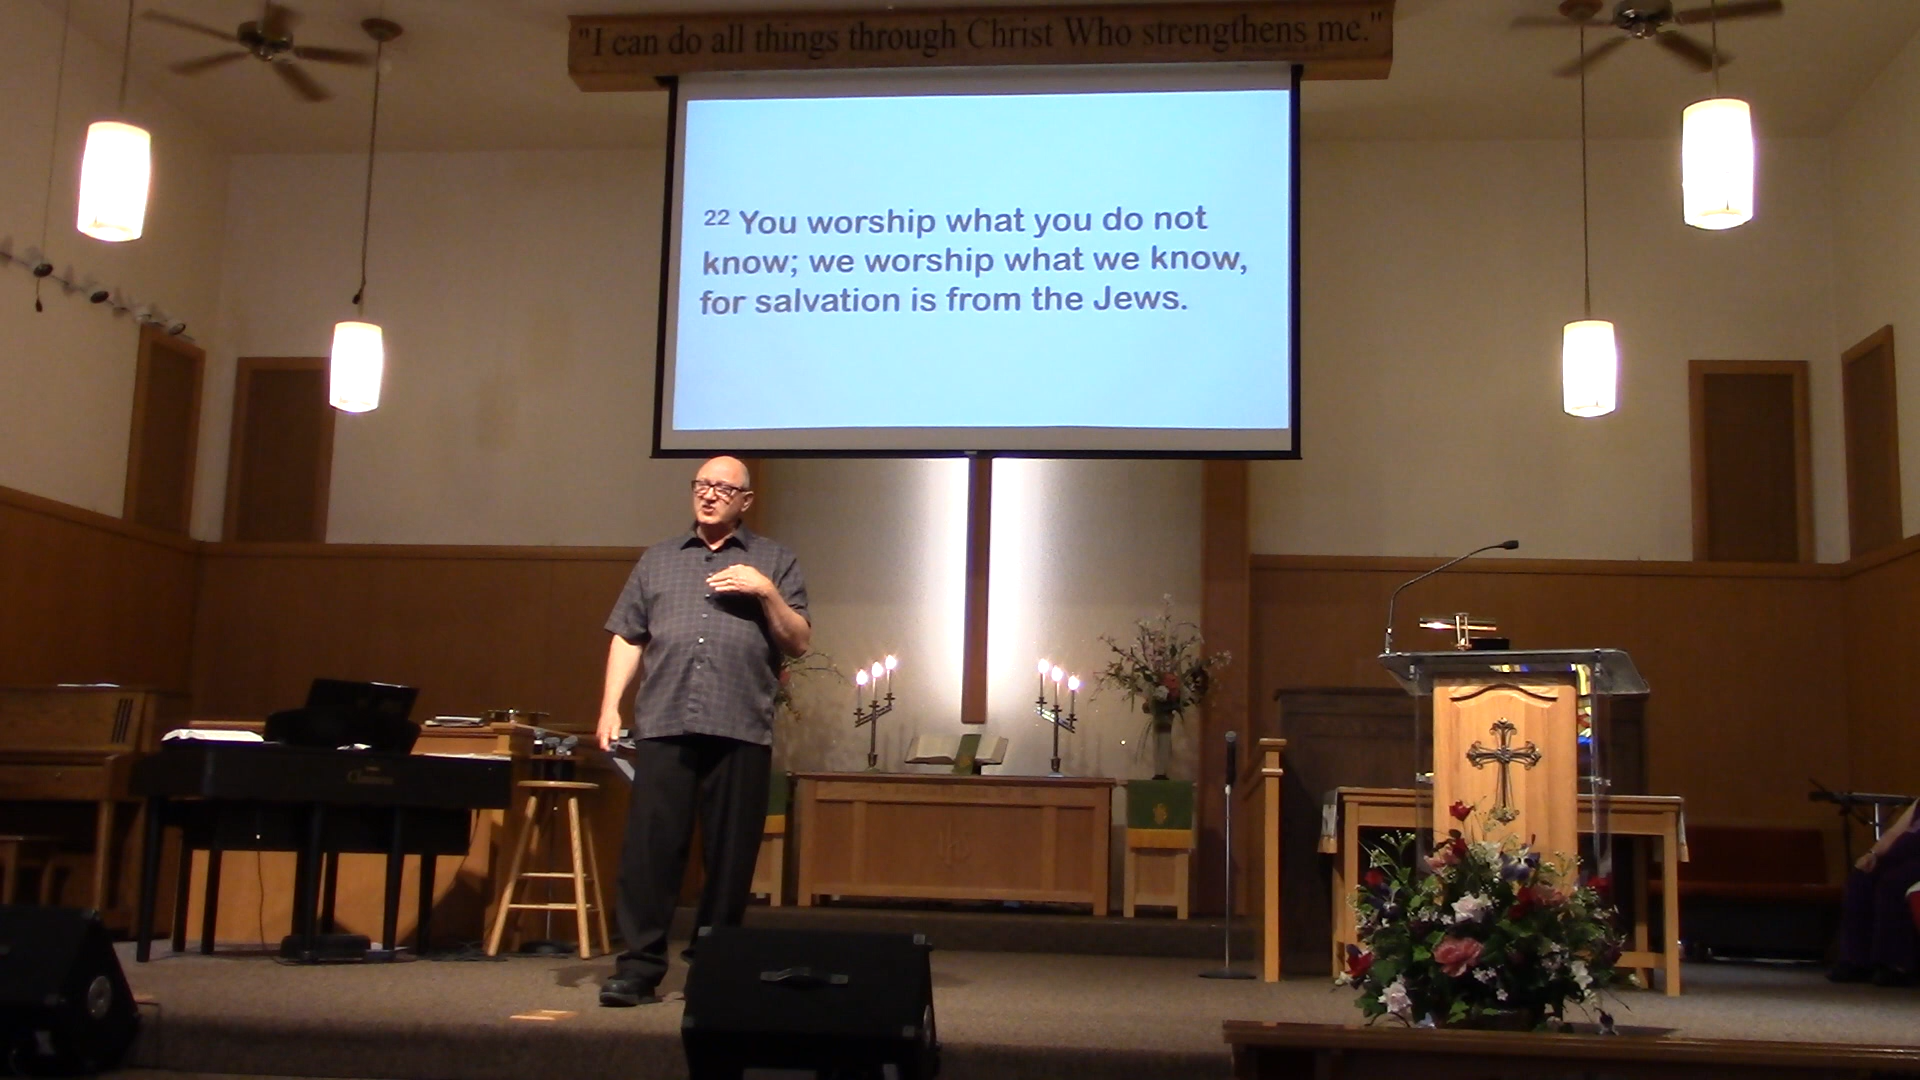 "I can do all things through Christ Who strengthens me."
22 You worship what you do not
know; we worship what we know,
for salvation is from the Jews.